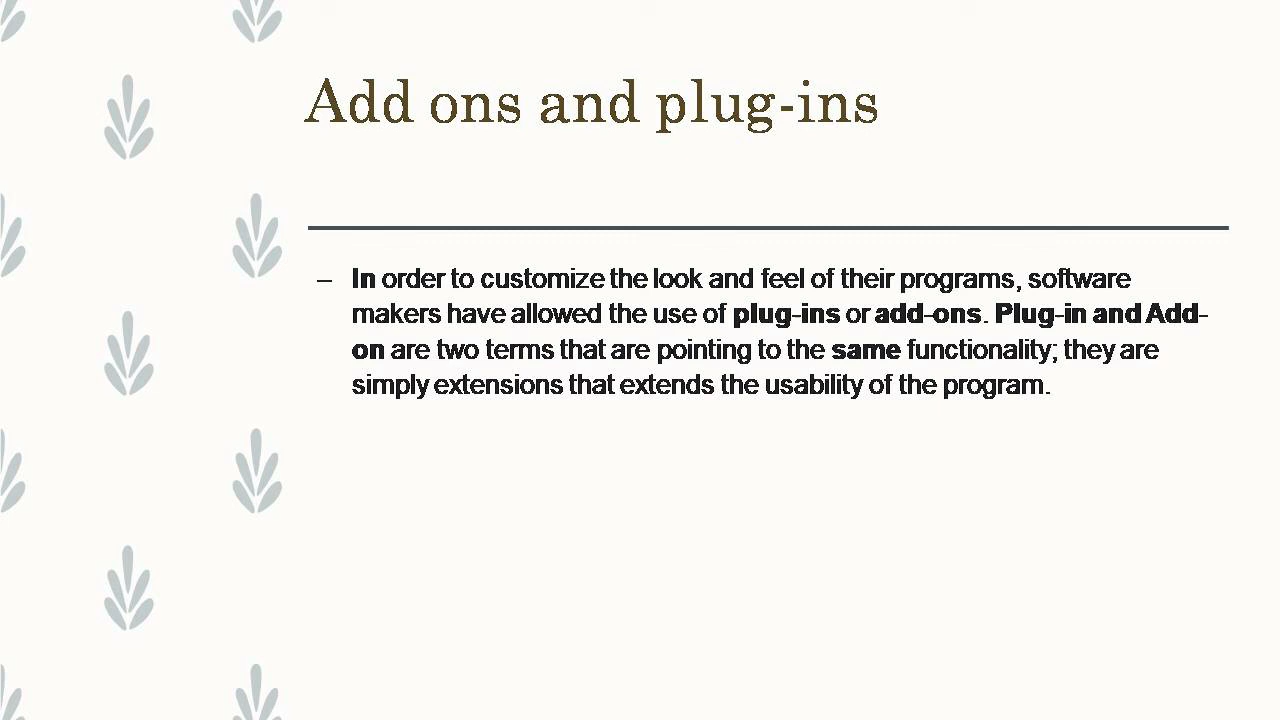 Add ons and plug-ins
– In order to customize the look and feel of their programs, software
makers have allowed the use of plug-ins or add-ons. Plug-in and Add-
on are two terms that are pointing to the same functionality; they are
simply extensions that extends the usability of the program.